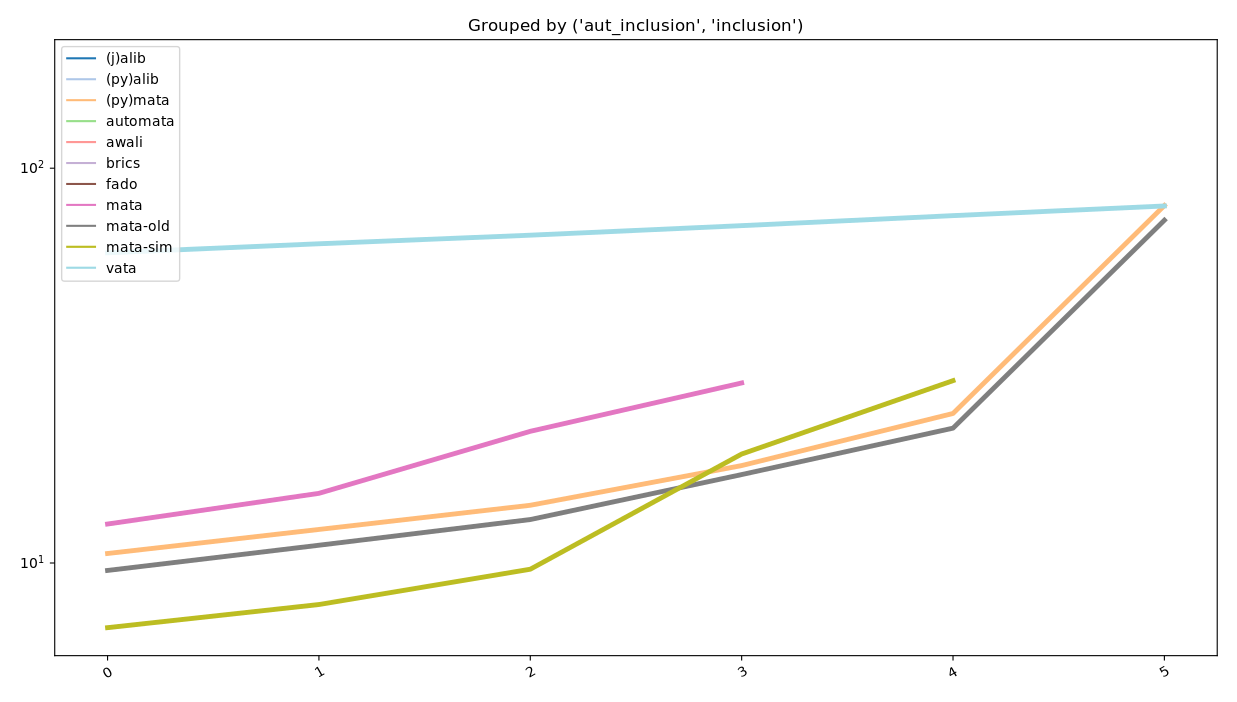 Grouped by ('aut_inclusion', 'inclusion')
(j)alib
(py)alib
(py)mata
automata
awali
brics
fado
mata
mata-old
mata-sim
vata
10²
10¹
0 1 2 3 4 5